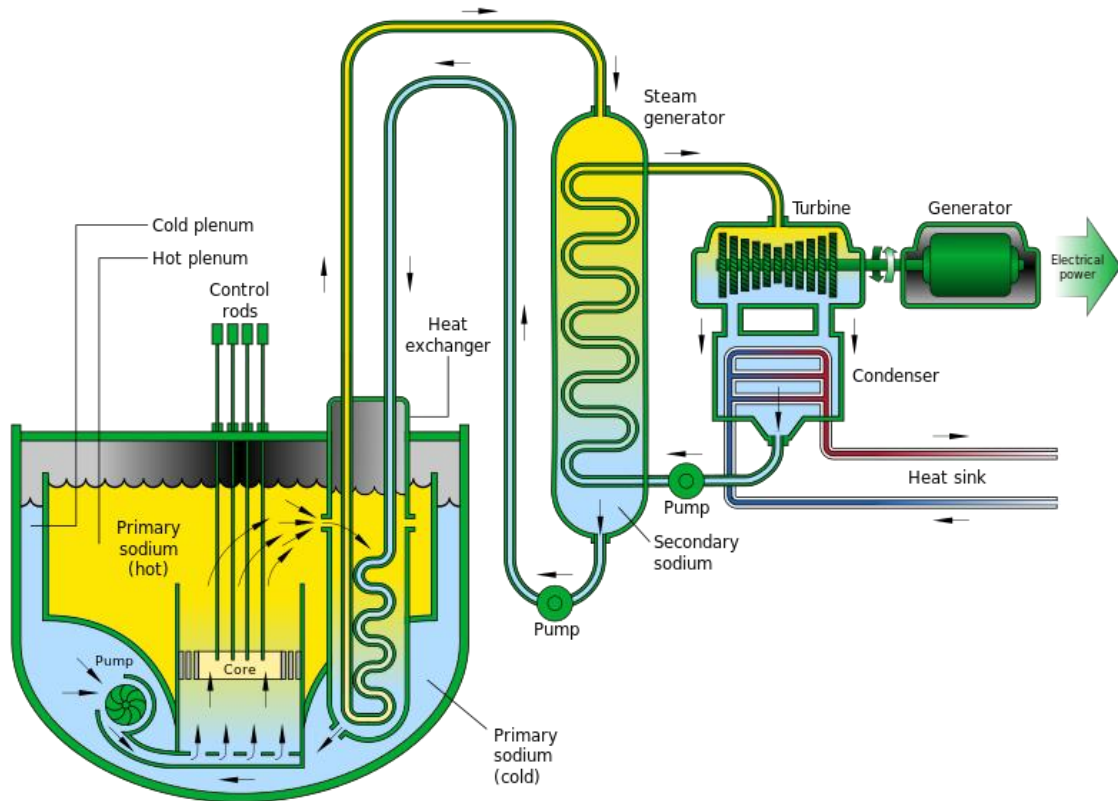 Steam
generator
Cold plenum
Hot plenum
Control
rods
Heat
exchanger
Turbine
Generator
Electrical
power
Condenser
Heat sink
Pump
Secondary
sodium
Pump
Primary
sodium
(hot)
Core
Pump
Primary
sodium
(cold)